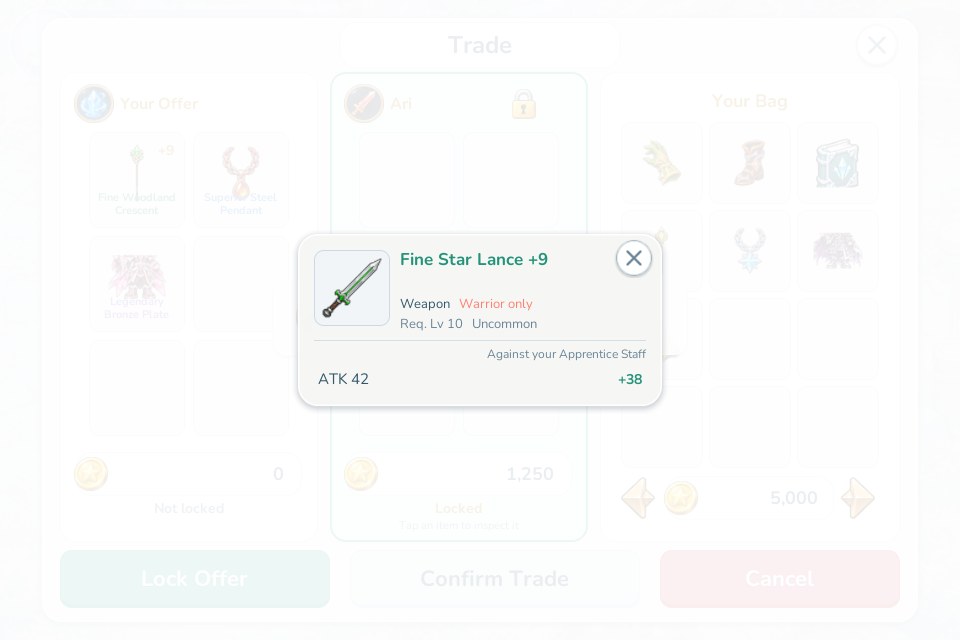 Trade
Your Offer
Ari
Your Bag
+9
Fine Woodland
Crescent
Superior Steel
Pendant
Legendary
Bronze Plate
Fine Star Lance +9
Weapon Warrior only
Req. Lv 10 Uncommon
Against your Apprentice Staff
ATK 42
+38
0
1,250
5,000
Not locked
Locked
Tap an item to inspect it
Lock Offer
Confirm Trade
Cancel